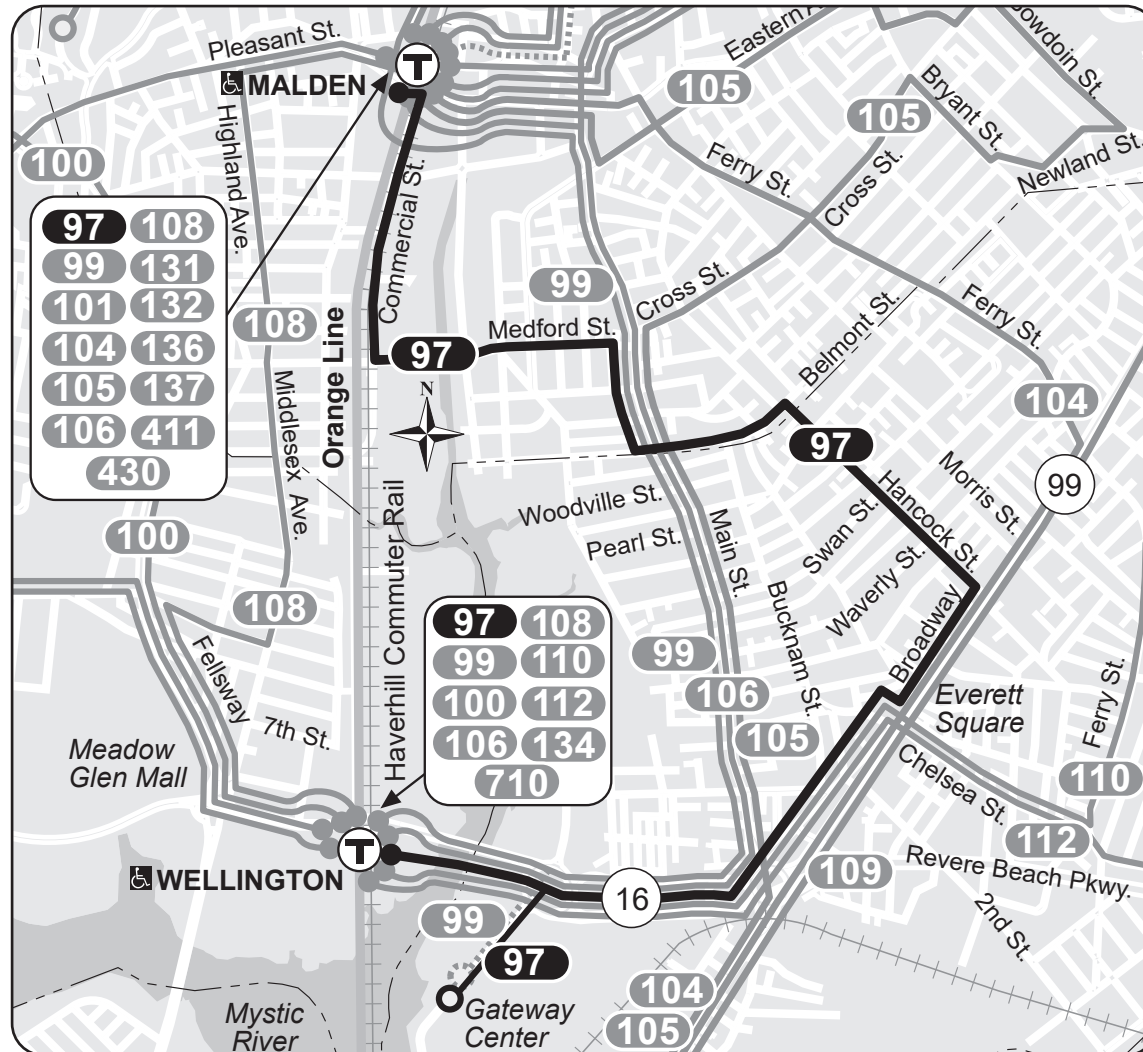 Pleasant St.
T
MALDEN
Eastern A
Bowdoin St.
105
105
Bryant St.
Newland St.
100
Highland Ave.
Commercial St.
Ferry St.
Cross St.
97 108
99 131
101 132
104 136
105 137
106 411
430
108
Orange Line
99
Cross St.
Medford St.
97
N
Belmont St.
Ferry St.
104
97
Middlesex Ave.
Haverhill Commuter Rail
Woodville St.
Pearl St.
Main St.
Swan St.
Hancock St.
Morris St.
99
100
108
Waverly St.
Bucknam St.
Broadway
97 108
99 110
100 112
106 134
710
99
106
105
Fellsway
7th St.
Meadow
Glen Mall
Everett
Square
Ferry St.
Chelsea St.
110
112
T
WELLINGTON
16
109
Revere Beach Pkwy.
2nd St.
99
97
Gateway
Center
Mystic
River
104
105